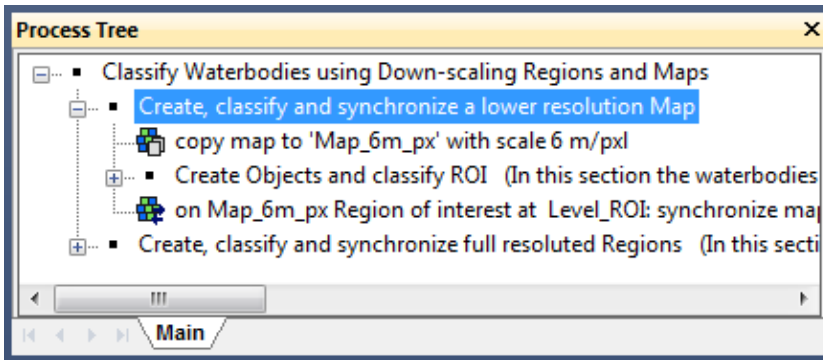 Process Tree
Classify Waterbodies using Down-scaling Regions and Maps
Create, classify and synchronize a lower resolution Map
copy map to 'Map_6m_px' with scale 6 m/pxl
Create Objects and classify ROI (In this section the waterbodies
on Map_6m_px Region of interest at Level_ROI: synchronize
Create, classify and synchronize full resoluted Regions (In this
Main